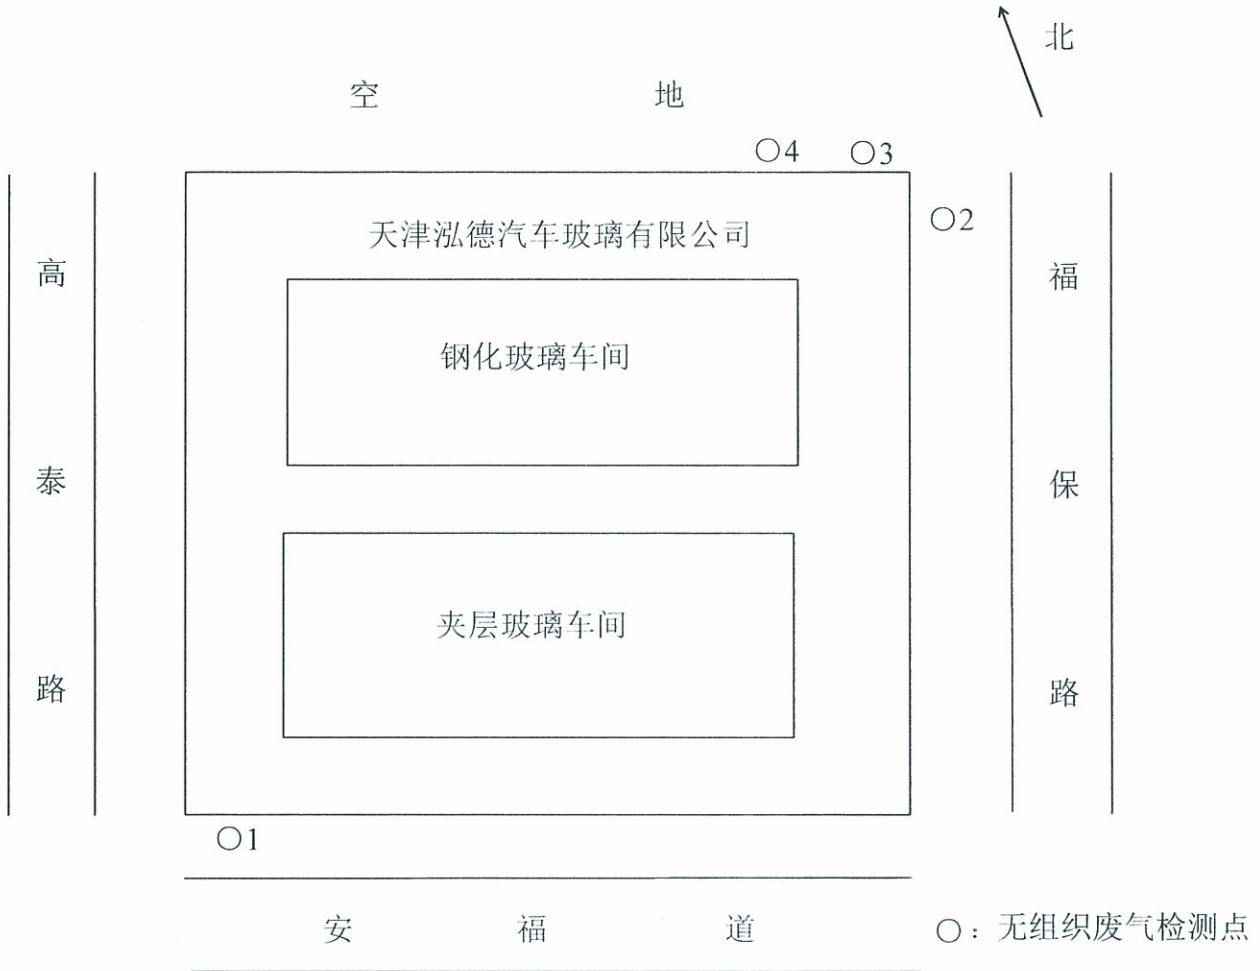 北
空 地
○4 ○3
天津泓德汽车玻璃有限公司
○2
高泰路
福保路
钢化玻璃车间
夹层玻璃车间
○1
安福道
○：无组织废气检测点